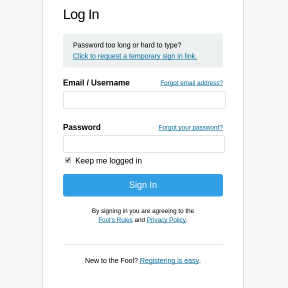 Log In
Password too long or hard to type?
Click to request a temporary sign in link.
Email / Username Forgot email address?
Password Forgot your password?
Keep me logged in
Sign In
By signing in you are agreeing to the
Fool's Rules and Privacy Policy.
New to the Fool? Registering is easy.